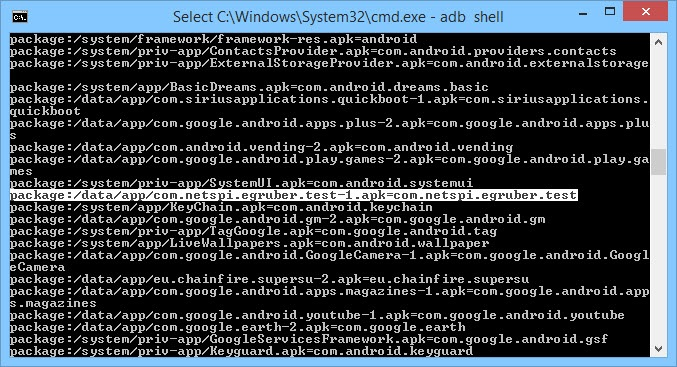 Select C:\Windows\System32\cmd.exe - adb shell
package:/system/framework/framework-res.apk=android
package:/system/priv-app/ContactsProvider.apk=com.android.providers.contacts
package:/system/priv-app/ExternalStorageProvider.apk=com.android.externalstorage
package:/system/app/BasicDreams.apk=com.android.dreams.basic
package:/data/app/com.siriusapplications.quickboot-1.apk=com.siriusapplications.
quickboot
package:/data/app/com.google.android.apps.plus-2.apk=com.google.android.apps.plu
s
package:/data/app/com.android.vending-2.apk=com.android.vending
package:/data/app/com.google.android.play.games-2.apk=com.google.android.play.ga
mes
package:/system/priv-app/SystemUI.apk=com.android.systemui
package:/data/app/com.netspi.egruber.test-1.apk=com.netspi.egruber.test
package:/system/app/KeyChain.apk=com.android.keychain
package:/data/app/com.google.android.gm-2.apk=com.google.android.gm
package:/system/priv-app/TagGoogle.apk=com.google.android.tag
package:/system/app/LiveWallpapers.apk=com.android.wallpaper
package:/data/app/com.google.android.GoogleCamera-1.apk=com.google.android.Googl
eCamera
package:/data/app/eu.chainfire.supersu-2.apk=eu.chainfire.supersu
package:/data/app/com.google.android.apps.magazines-1.apk=com.google.android.app
s.magazines
package:/data/app/com.google.android.youtube-1.apk=com.google.android.youtube
package:/data/app/com.google.earth-2.apk=com.google.earth
package:/system/priv-app/GoogleServicesFramework.apk=com.google.android.gsf
package:/system/priv-app/Keyguard.apk=com.android.keyguard